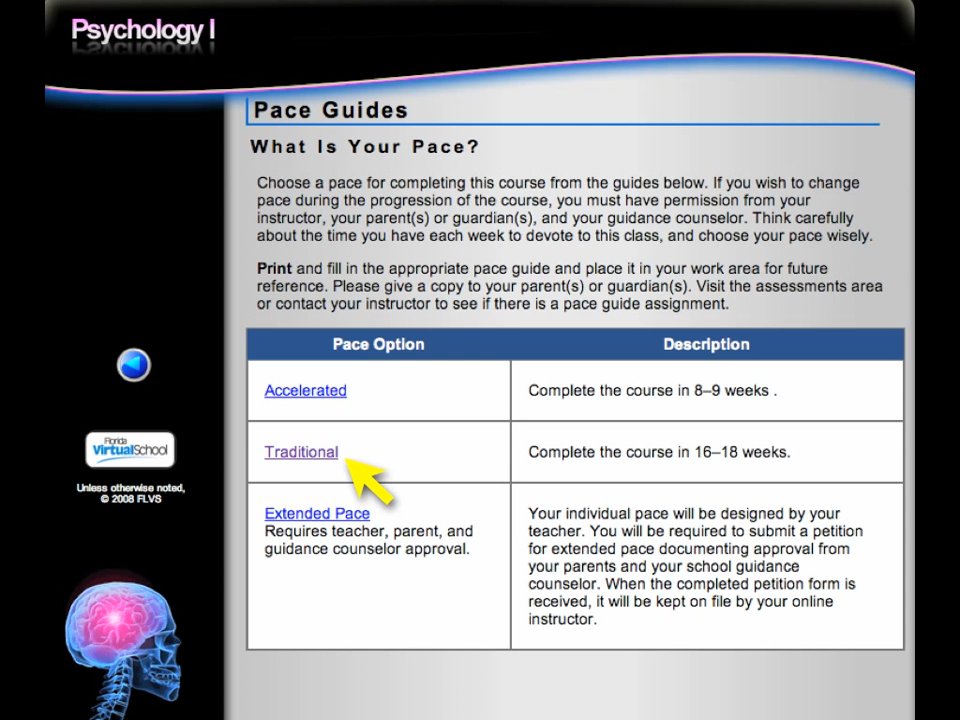 Psychology I
Pace Guides
What Is Your Pace?
Choose a pace for completing this course from the guides below. If you wish to change
pace during the progression of the course, you must have permission from your
instructor, your parent(s) or guardian(s), and your guidance counselor. Think carefully
about the time you have each week to devote to this class, and choose your pace wisely.
Print and fill in the appropriate pace guide and place it in your work area for future
reference. Please give a copy to your parent(s) or guardian(s). Visit the assessments area
or contact your instructor to see if there is a pace guide assignment.
Pace Option
Description
Accelerated
Complete the course in 8–9 weeks .
Traditional
Complete the course in 16–18 weeks.
Extended Pace
Requires teacher, parent, and
guidance counselor approval.
Your individual pace will be designed by your
teacher. You will be required to submit a petition
for extended pace documenting approval from
your parents and your school guidance
counselor. When the completed petition form is
received, it will be kept on file by your online
instructor.
Florida
VirtualSchool
Unless otherwise noted,
© 2008 FLVS